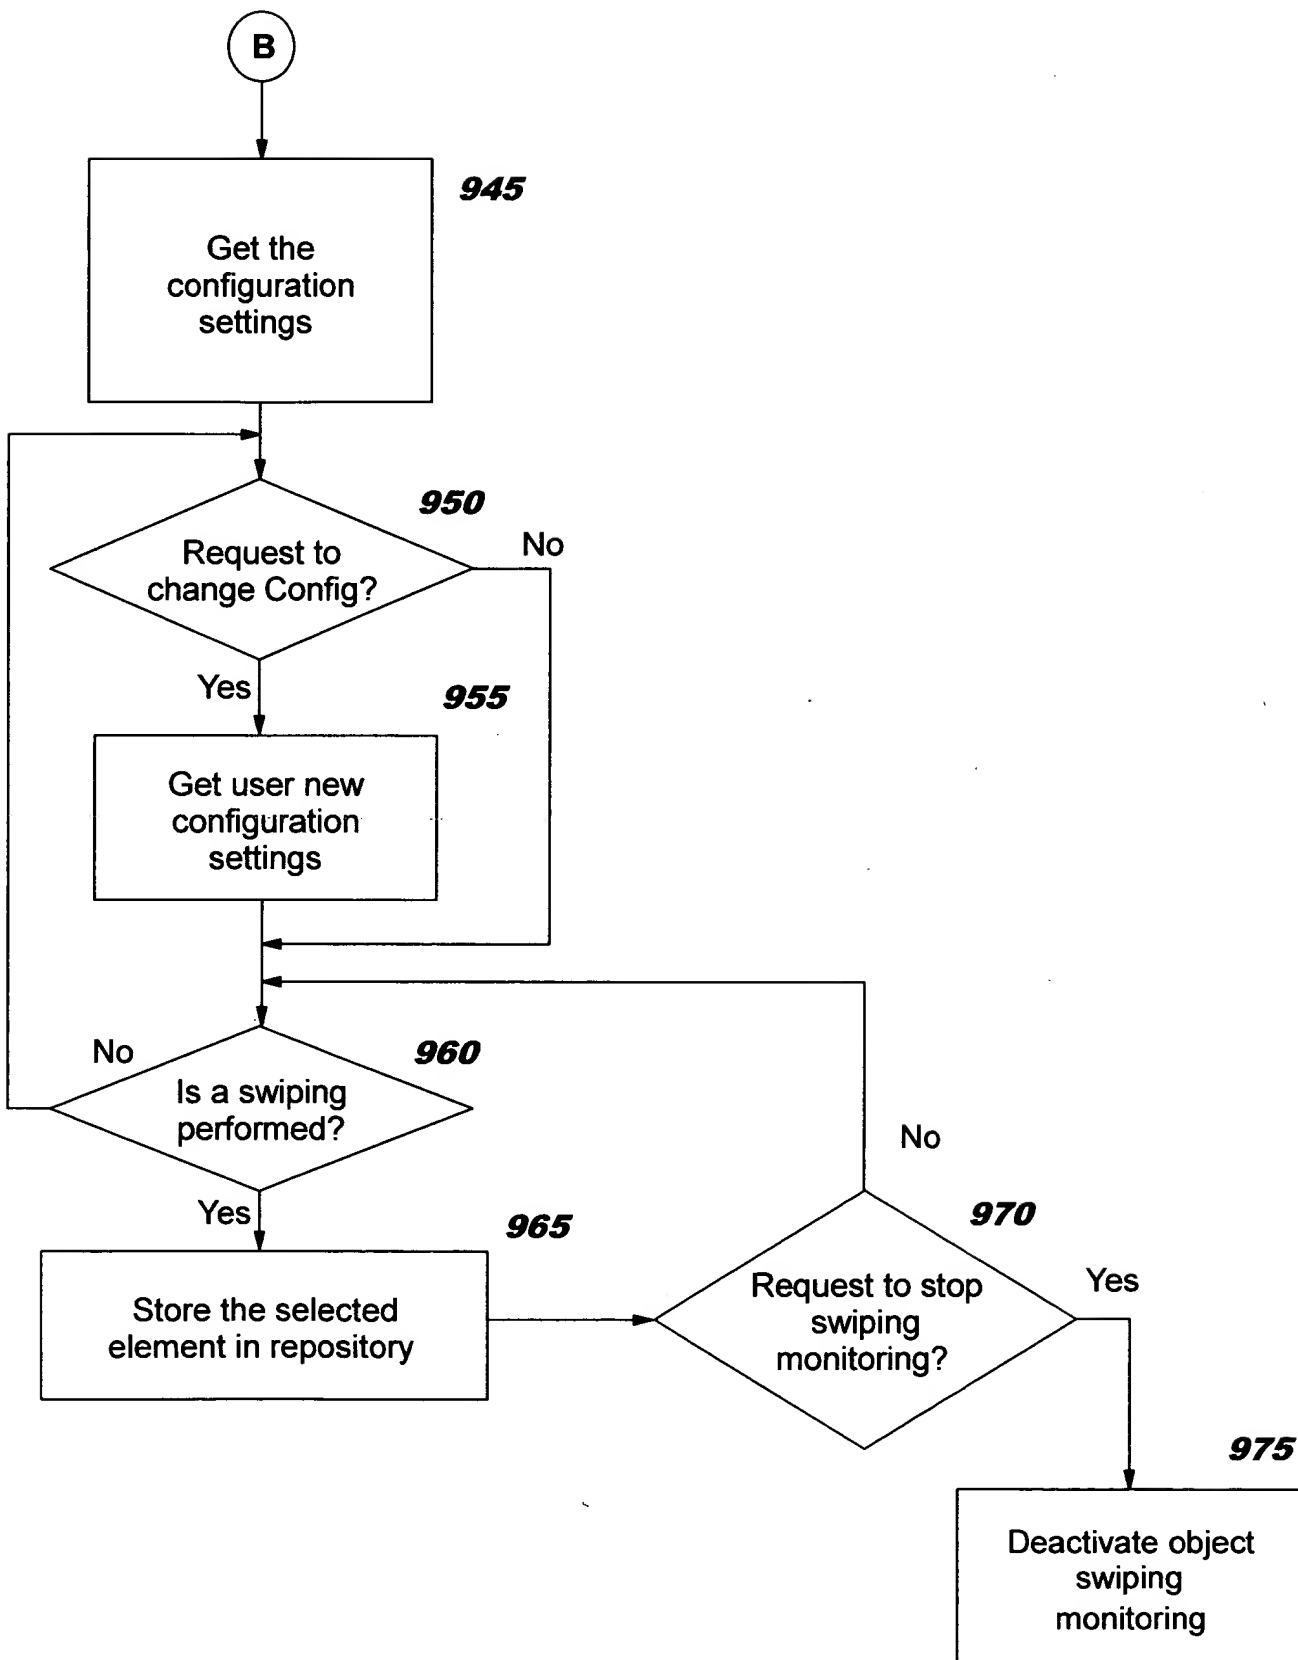 B
945
Get the
configuration
settings
950
Request to
change Config?
No
Yes
955
Get user new
configuration
settings
No
960
Is a swiping
performed?
Yes
965
Store the selected
element in repository
No
970
Request to stop
swiping
monitoring?
Yes
975
Deactivate object
swiping
monitoring